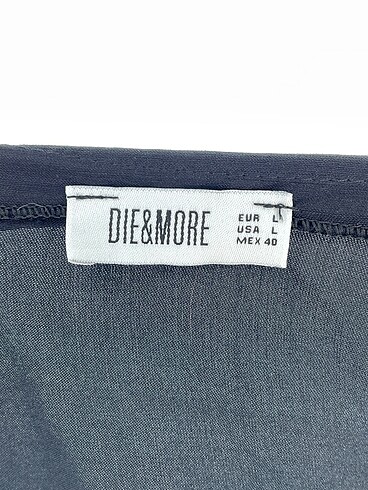 DIE&MORE
EUR L
USA L
MEX 40